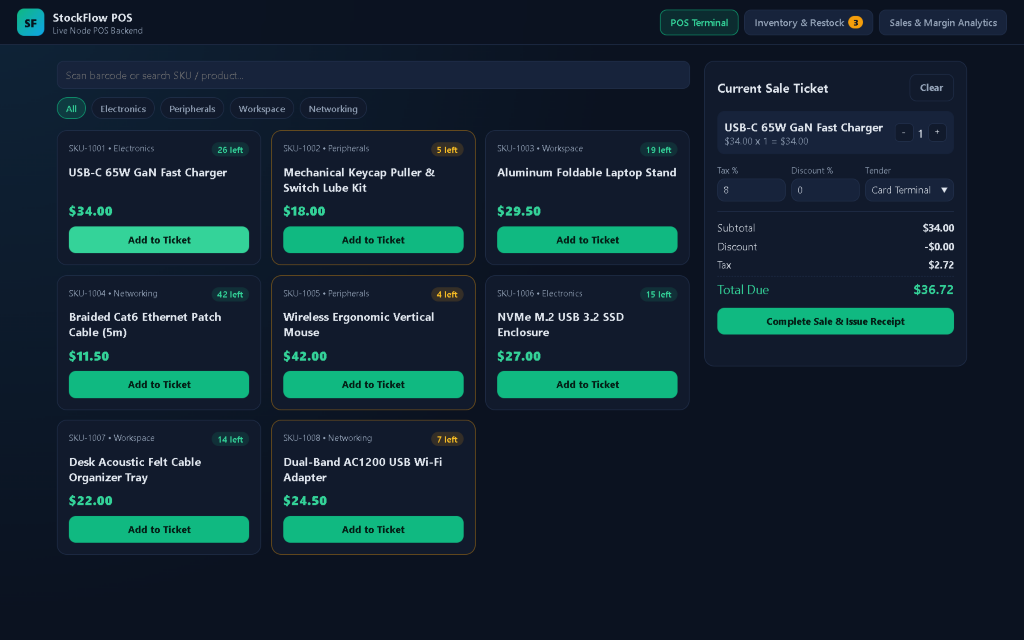 SF
StockFlow POS
Live Node POS Backend
POS Terminal
Inventory & Restock 3
Sales & Margin Analytics
Scan barcode or search SKU / product...
All
Electronics
Peripherals
Workspace
Networking
SKU-1001 • Electronics
26 left
USB-C 65W GaN Fast Charger
$34.00
Add to Ticket
SKU-1002 • Peripherals
5 left
Mechanical Keycap Puller &
Switch Lube Kit
$18.00
Add to Ticket
SKU-1003 • Workspace
19 left
Aluminum Foldable Laptop Stand
$29.50
Add to Ticket
SKU-1004 • Networking
42 left
Braided Cat6 Ethernet Patch
Cable (5m)
$11.50
Add to Ticket
SKU-1005 • Peripherals
4 left
Wireless Ergonomic Vertical
Mouse
$42.00
Add to Ticket
SKU-1006 • Electronics
15 left
NVMe M.2 USB 3.2 SSD
Enclosure
$27.00
Add to Ticket
SKU-1007 • Workspace
14 left
Desk Acoustic Felt Cable
Organizer Tray
$22.00
Add to Ticket
SKU-1008 • Networking
7 left
Dual-Band AC1200 USB Wi-Fi
Adapter
$24.50
Add to Ticket
Current Sale Ticket
Clear
USB-C 65W GaN Fast Charger
$34.00 x 1 = $34.00
- 1 +
Tax % Discount % Tender
8 0 Card Terminal ▼
Subtotal $34.00
Discount -$0.00
Tax $2.72
Total Due $36.72
Complete Sale & Issue Receipt